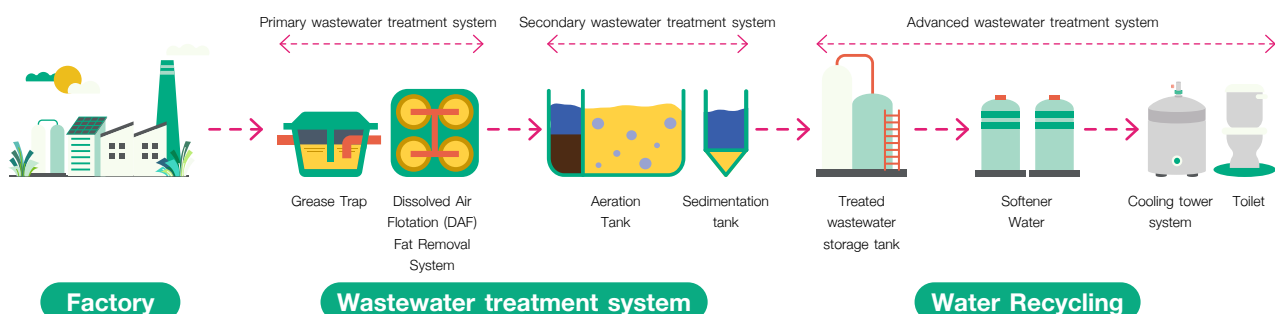 Primary wastewater treatment system
Secondary wastewater treatment system
Advanced wastewater treatment system
Grease Trap
Dissolved Air
Flotation (DAF)
Fat Removal
System
Aeration
Tank
Sedimentation
tank
Treated
wastewater
storage tank
Softener
Water
Cooling tower
system
Toilet
Factory
Wastewater treatment system
Water Recycling